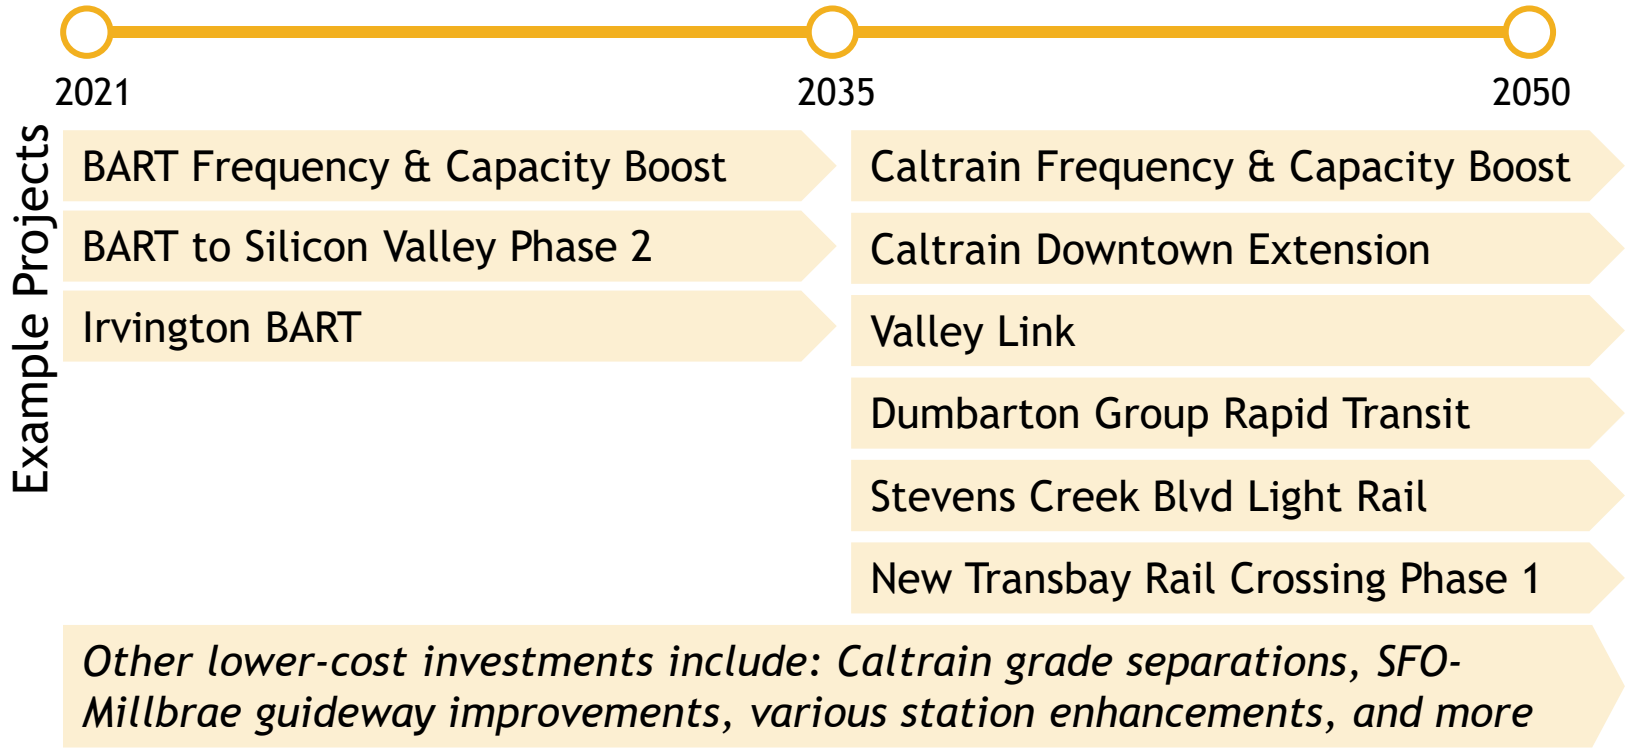 2021
2035
2050
Example Projects
BART Frequency & Capacity Boost
BART to Silicon Valley Phase 2
Irvington BART
Caltrain Frequency & Capacity Boost
Caltrain Downtown Extension
Valley Link
Dumbarton Group Rapid Transit
Stevens Creek Blvd Light Rail
New Transbay Rail Crossing Phase 1
Other lower-cost investments include: Caltrain grade separations, SFO-
Millbrae guideway improvements, various station enhancements, and more